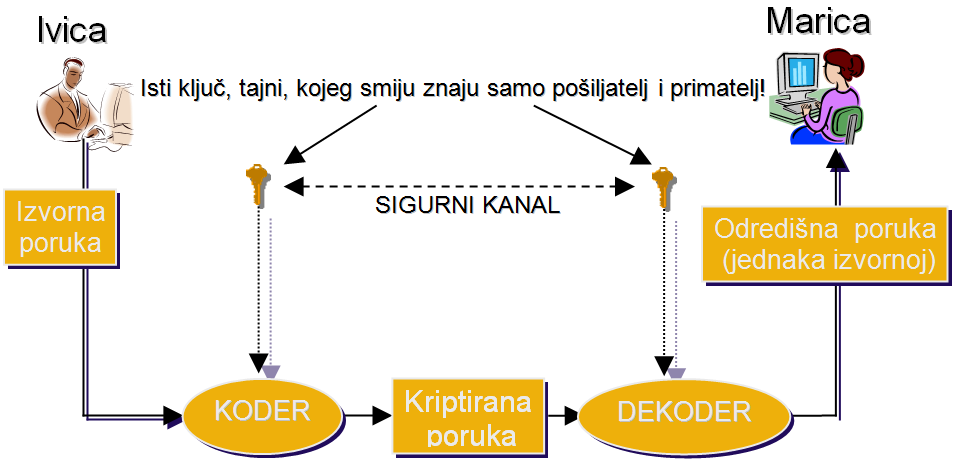 Ivica
Marica
Isti ključ, tajni, kojeg smiju znaju samo pošiljatelj i primatelj!
SIGURNI KANAL
Izvorna
poruka
Odredišna poruka
(jednaka izvornoj)
KODER
Kriptirana
poruka
DEKODER